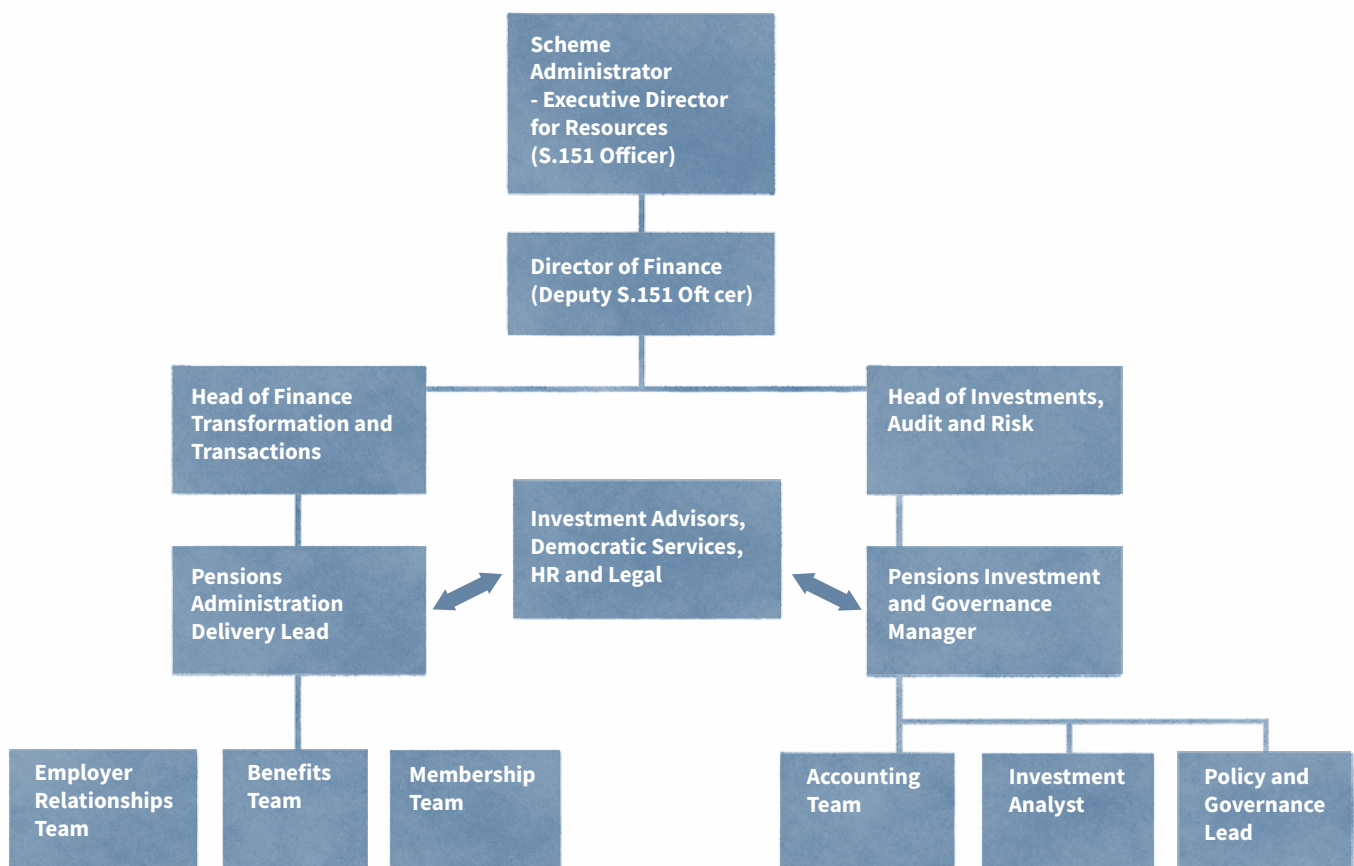 Scheme
Administrator
- Executive Director
for Resources
(S.151 Officer)
Director of Finance
(Deputy S.151 Oft cer)
Head of Finance
Transformation and
Transactions
Head of Investments,
Audit and Risk
Investment Advisors,
Democratic Services,
HR and Legal
Pensions
Administration
Delivery Lead
Pensions Investment
and Governance
Manager
Employer
Relationships
Team
Benefits
Team
Membership
Team
Accounting
Team
Investment
Analyst
Policy and
Governance
Lead